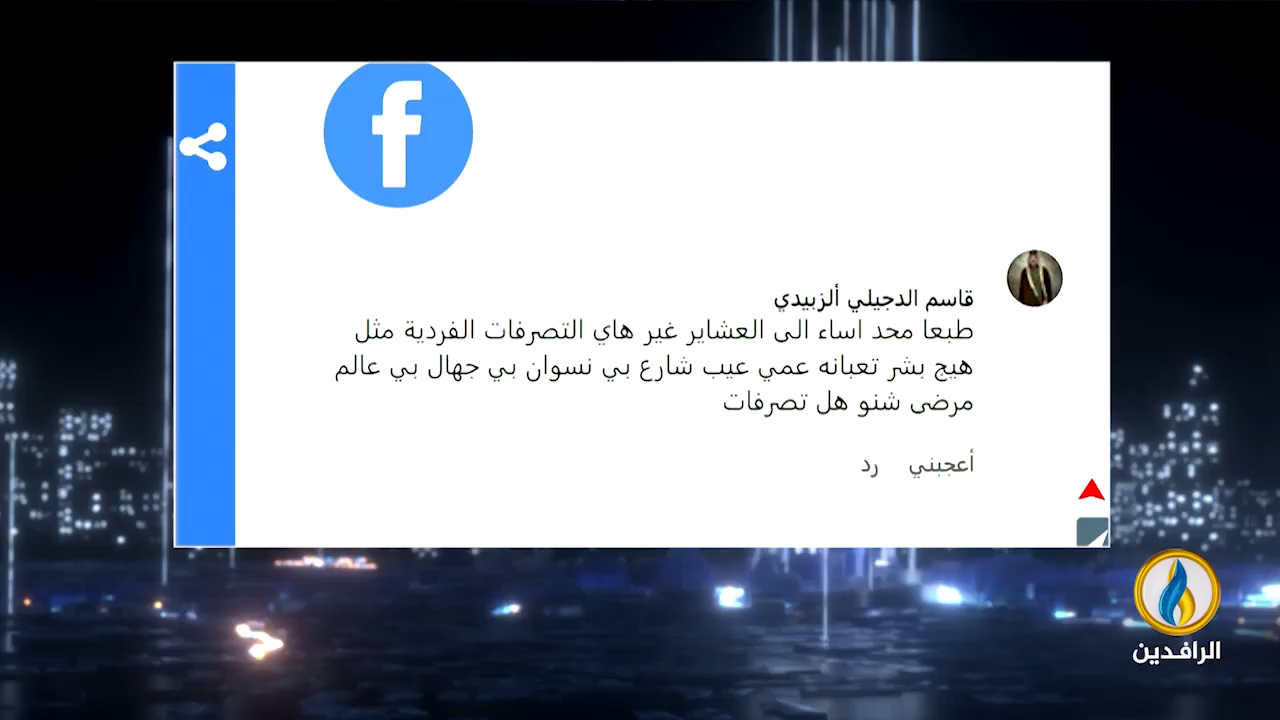 قاسم الدجيلي ألزبيدي
طبعا محد اساء الى العشاير غير هاي التصرفات الفردية مثل
هيج بشر تعبانه عمي عيب شارع بي نسوان بي جهال بي عالم
مرضى شنو هل تصرفات
أعجبني رد
الرافدين